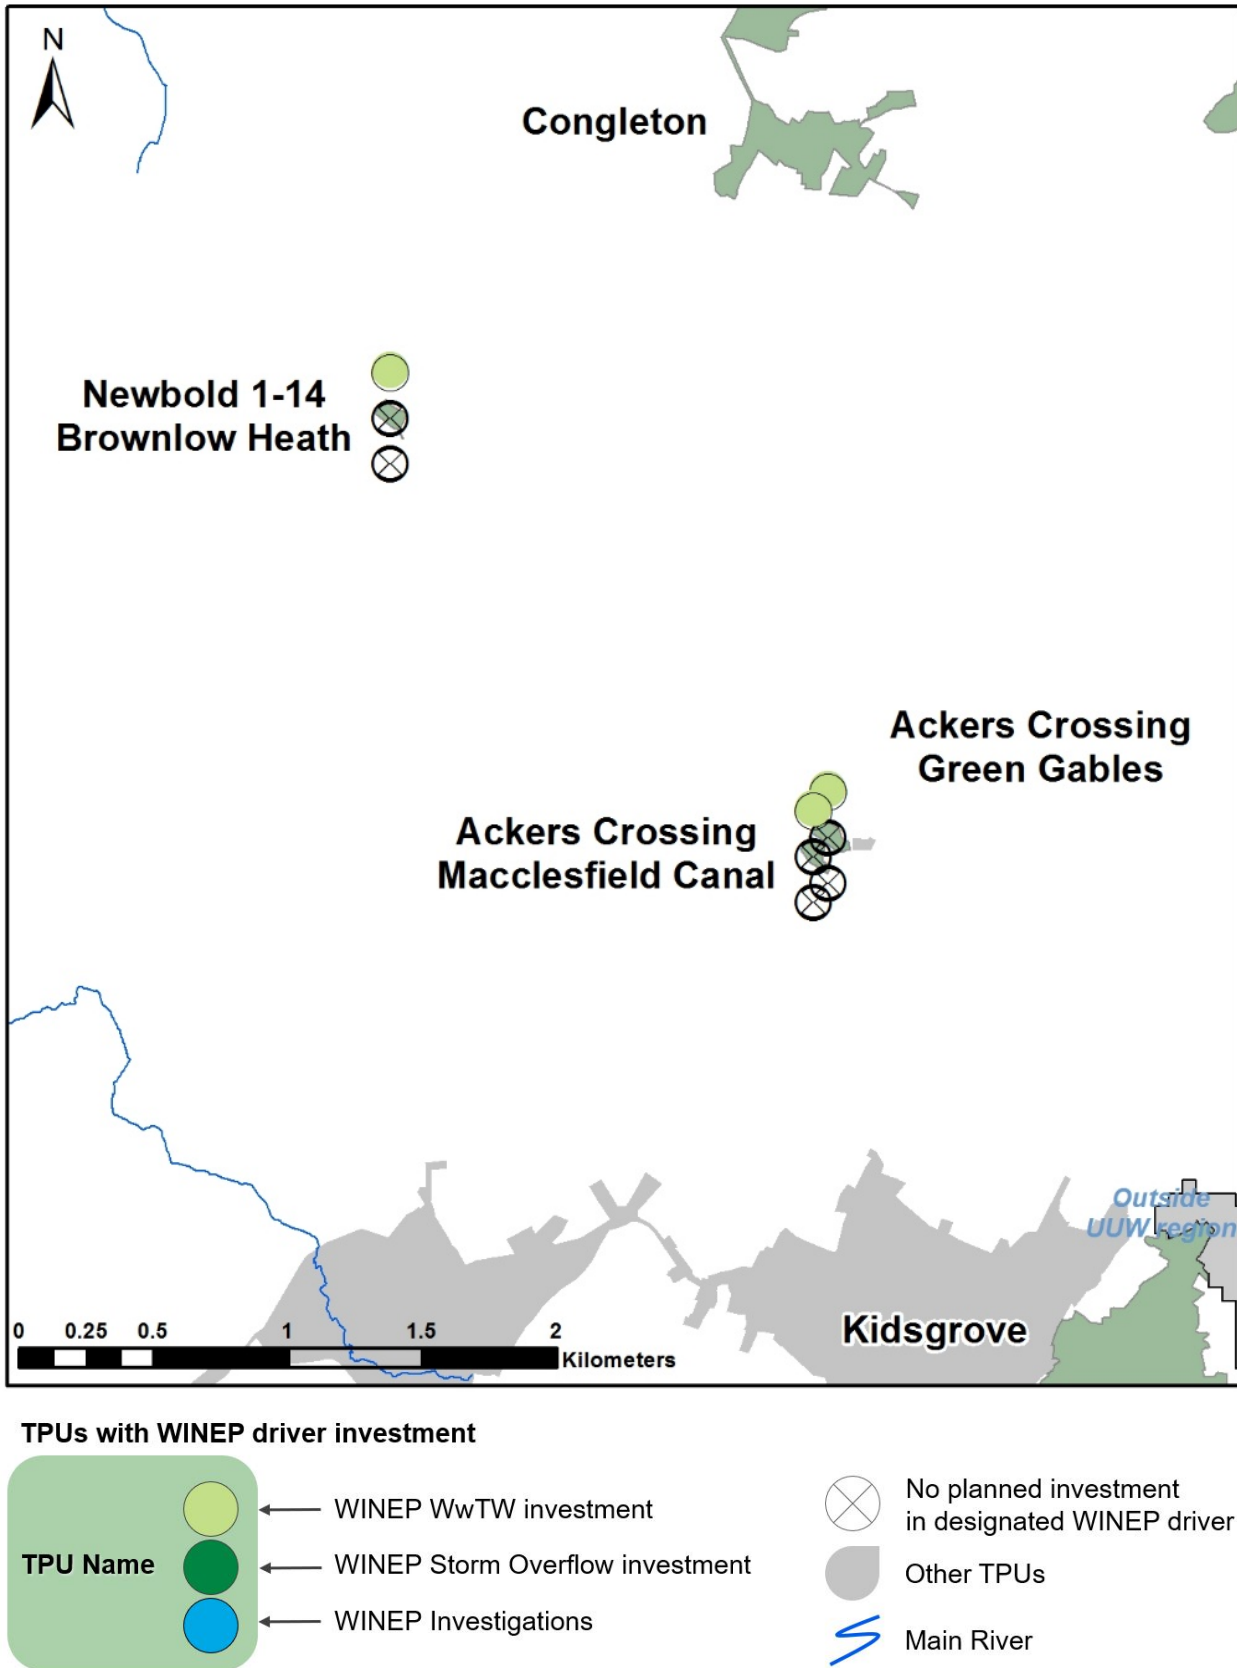 N
Congleton
Newbold 1-14
Brownlow Heath
Ackers Crossing
Green Gables
Ackers Crossing
Macclesfield Canal
Outside
UUW region
Kidsgrove
0 0.25 0.5 1 1.5 2
Kilometers
TPUs with WINEP driver investment
TPU Name
WINEP WwTW investment
WINEP Storm Overflow investment
WINEP Investigations
No planned investment
in designated WINEP driver
Other TPUs
Main River